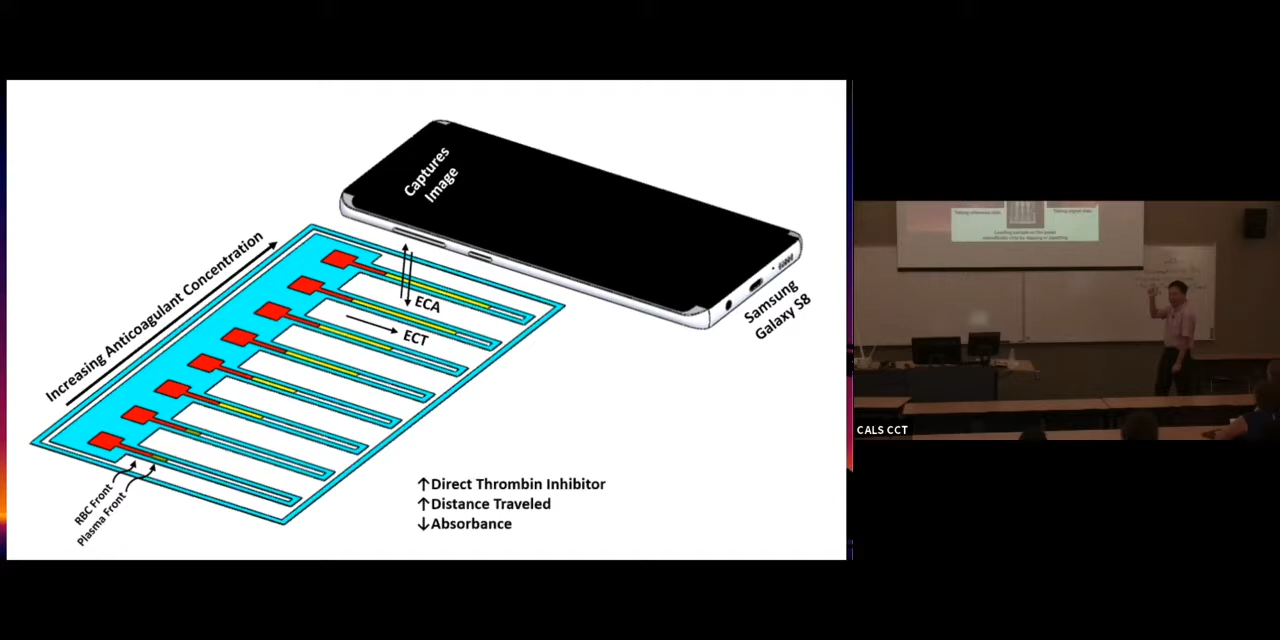 Captures
Image
Increasing Anticoagulant Concentration
ECA
ECT
Samsung
Galaxy S8
RBC Front
Plasma Front
↑Direct Thrombin Inhibitor
↑Distance Traveled
↓Absorbance
CALS CCT